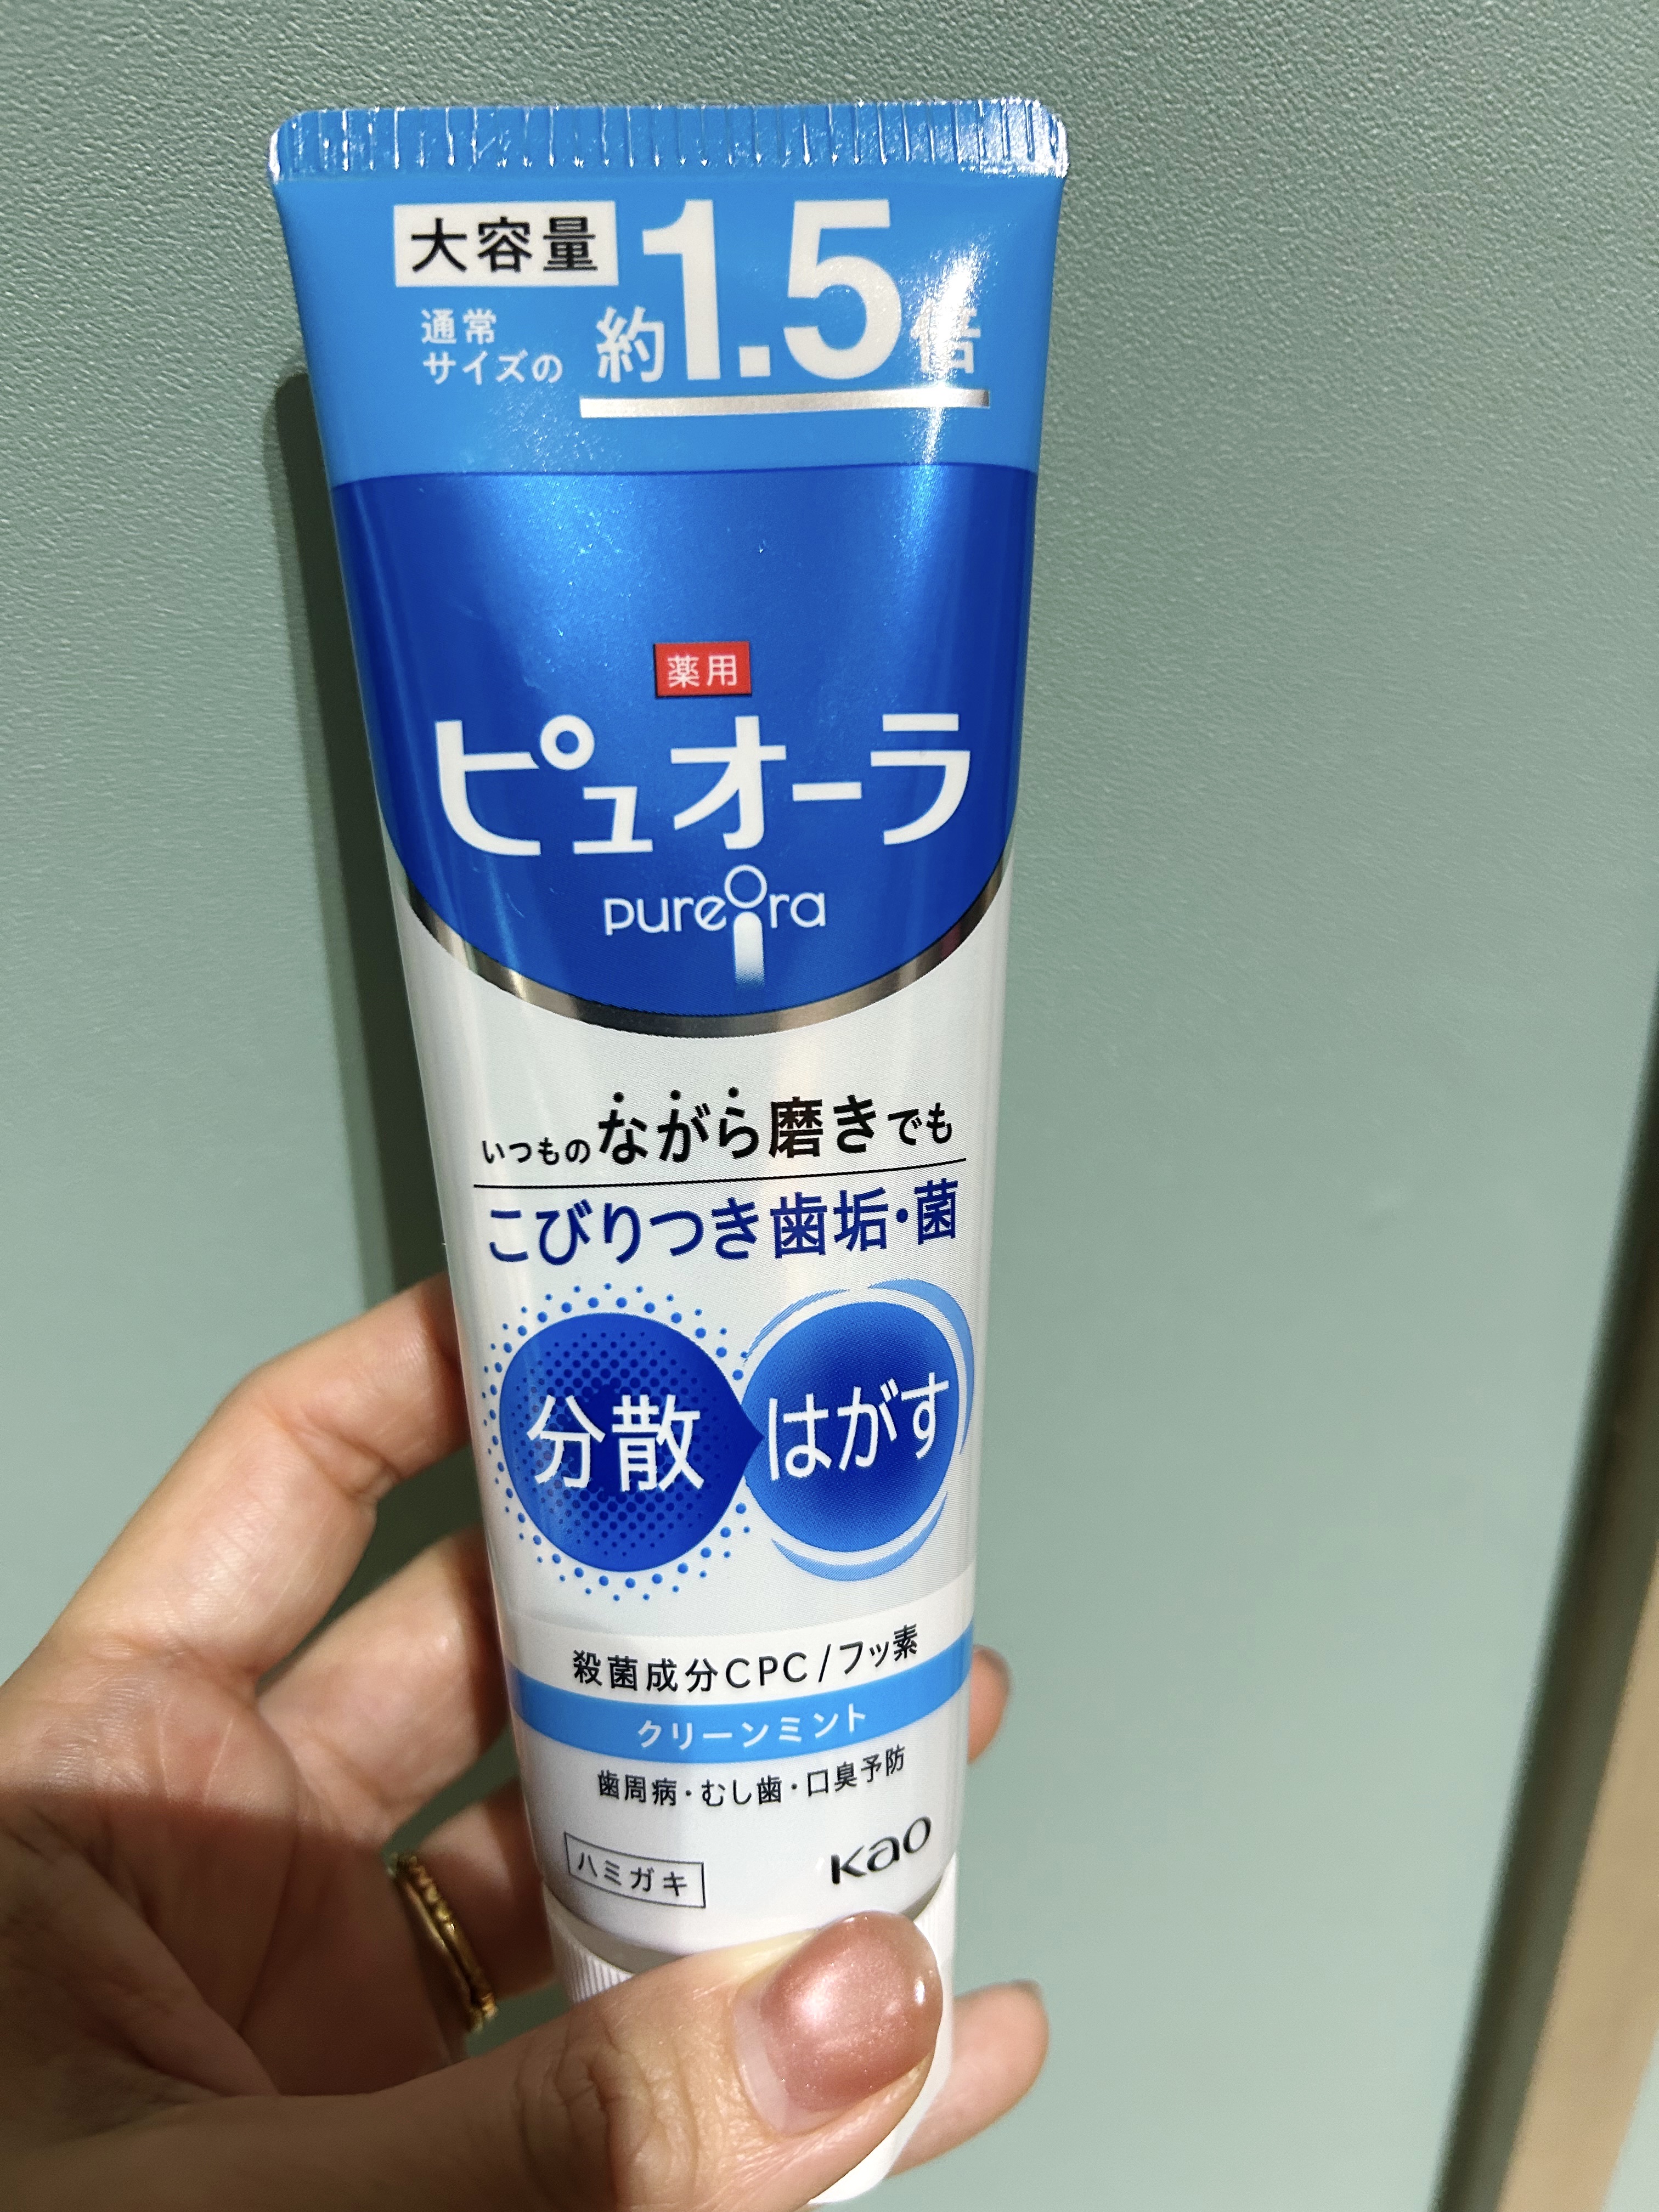 大容量
通常
サイズの
約1.5倍
薬用
ピュオーラ
pureora
いつものながら磨きでも
こびりつき歯垢・菌
分散 はがす
殺菌成分CPC/フッ素
クリーンミント
歯周病・むし歯・口臭予防
ハミガキ
Kao